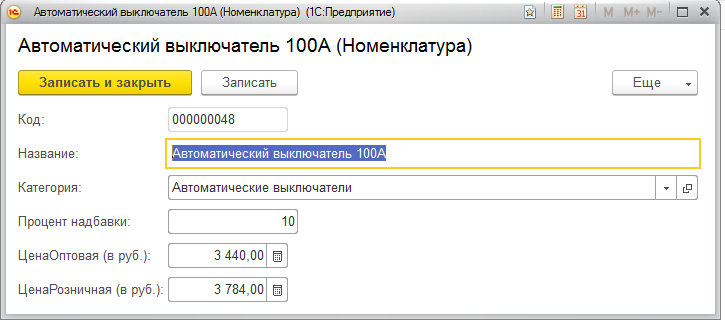 Автоматический выключатель 100А (Номенклатура) (1С:Предприятие)
M M+ M-
Автоматический выключатель 100А (Номенклатура)
Записать и закрыть Записать Еще
Код: 000000048
Название: Автоматический выключатель 100А
Категория: Автоматические выключатели
Процент надбавки: 10
ЦенаОптовая (в руб.): 3 440,00
ЦенаРозничная (в руб.): 3 784,00